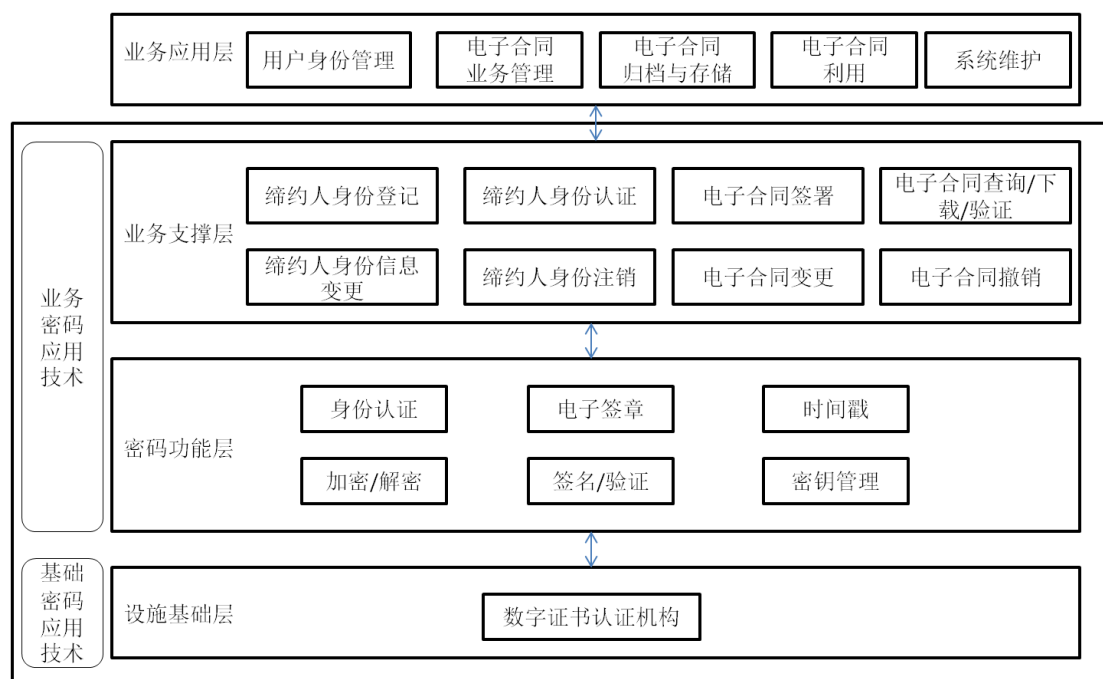 业务应用层
用户身份管理
电子合同
业务管理
电子合同
归档与存储
电子合同
利用
系统维护
业务
密码
应用
技术
业务支撑层
缔约人身份登记
缔约人身份认证
电子合同签署
电子合同查询/下
载/验证
缔约人身份信息
变更
缔约人身份注销
电子合同变更
电子合同撤销
密码功能层
身份认证
电子签章
时间戳
加密/解密
签名/验证
密钥管理
基础
密码
应用
技术
设施基础层
数字证书认证机构